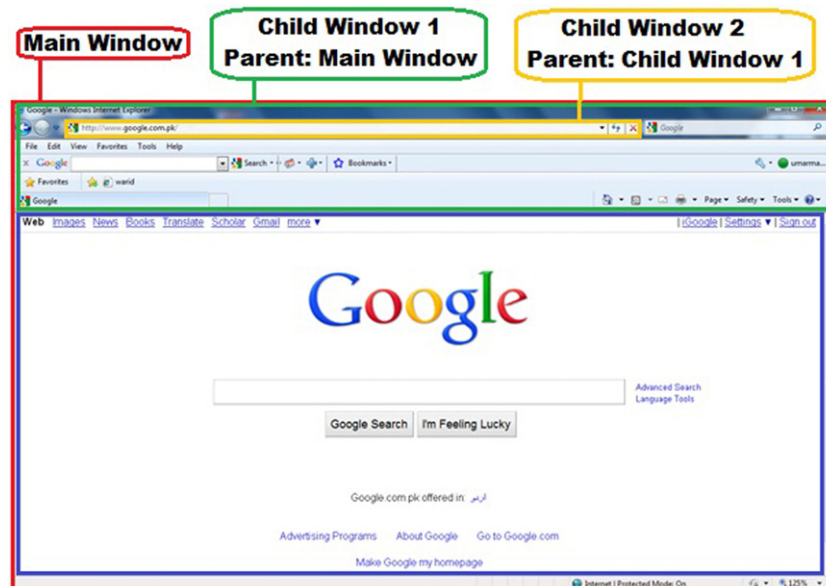 Main Window
Child Window 1
Parent: Main Window
Child Window 2
Parent: Child Window 1
Google - Windows Internet Explorer
http://www.google.com.pk/
Google
File Edit View Favorites Tools Help
x Google Search Bookmarks umarma...
Favorites warid
Google Page Safety Tools
Web Images News Books Translate Scholar Gmail more ▼ | iGoogle | Settings ▼ | Sign out
Google
Advanced Search
Language Tools
Google Search I'm Feeling Lucky
Google.com.pk offered in: اردو
Advertising Programs About Google Go to Google.com
Make Google my homepage
Internet | Protected Mode: On 125%